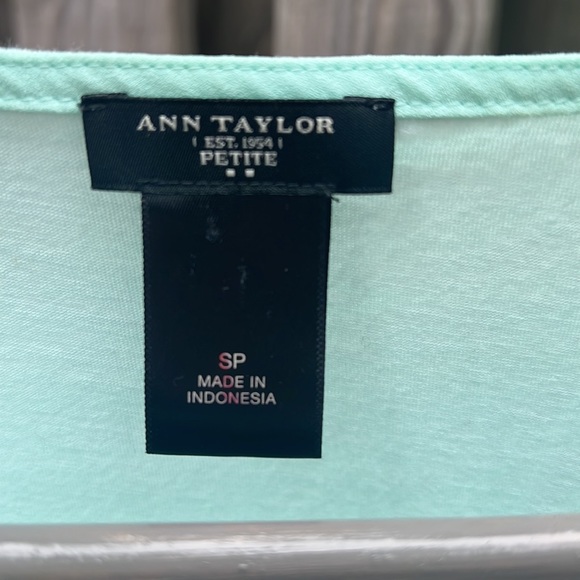 ANN TAYLOR
EST. 1954
PETITE
SP
MADE IN
INDONESIA